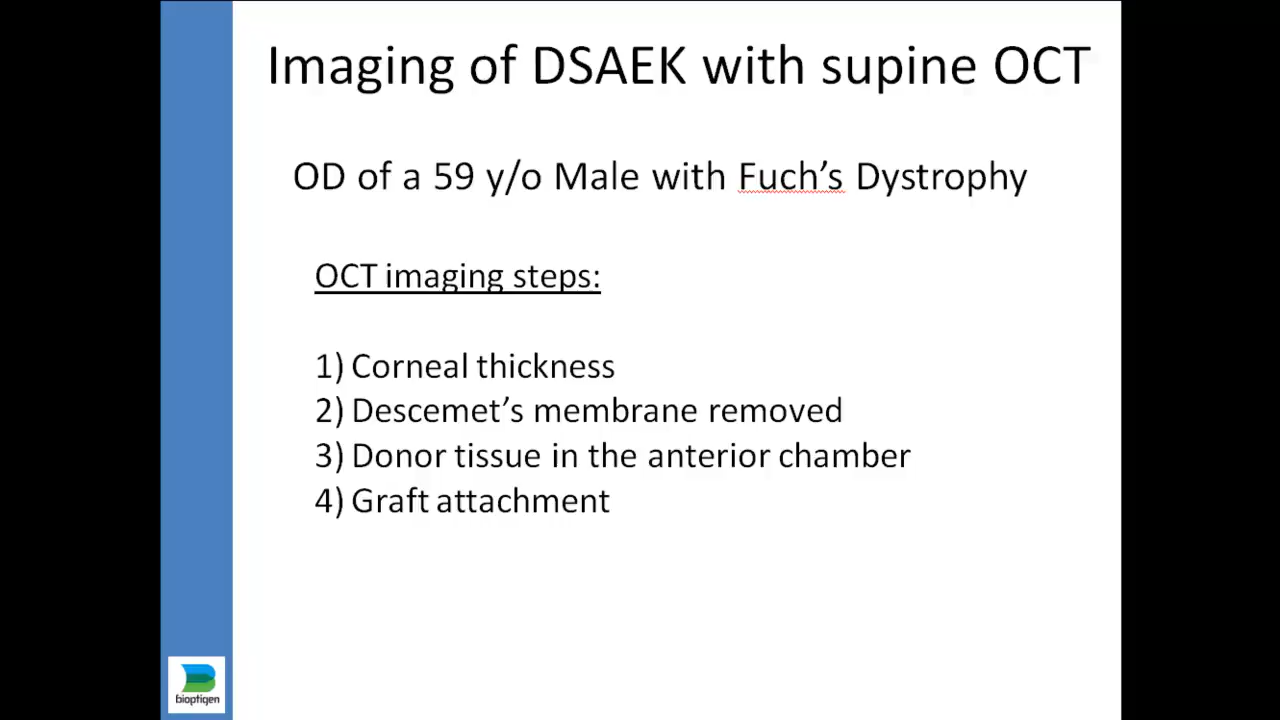 Imaging of DSAEK with supine OCT
OD of a 59 y/o Male with Fuch's Dystrophy
OCT imaging steps:
1) Corneal thickness
2) Descemet's membrane removed
3) Donor tissue in the anterior chamber
4) Graft attachment
bioptigen